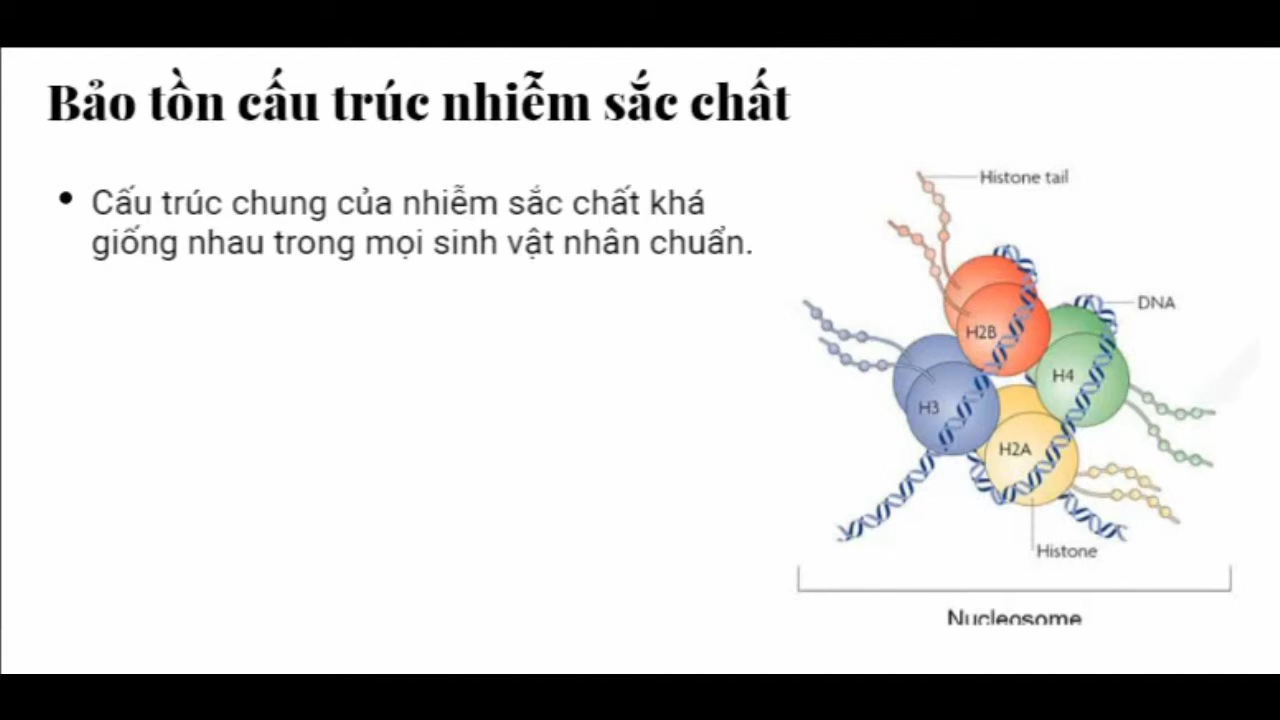 Bảo tồn cấu trúc nhiễm sắc chất
• Cấu trúc chung của nhiễm sắc chất khá
giống nhau trong mọi sinh vật nhân chuẩn.
Histone tail
DNA
H2B
H4
H3
H2A
Histone
Nucleosome